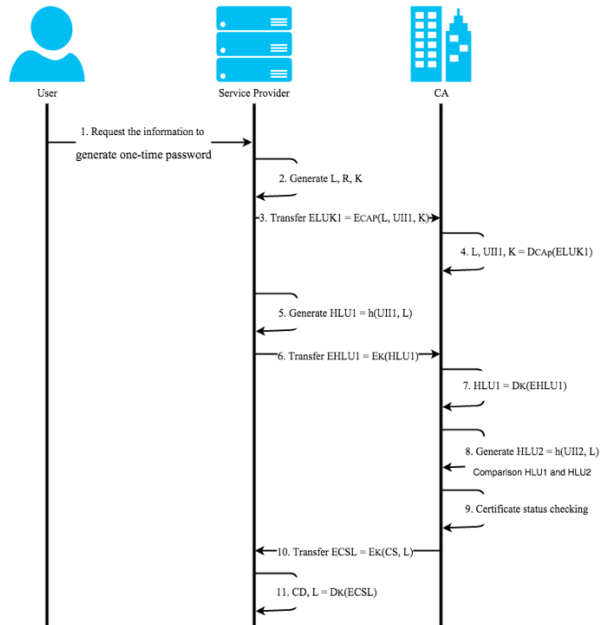 User
Service Provider
CA
1. Request the information to
generate one-time password
2. Generate L, R, K
3. Transfer ELUK1 = ECAP(L, UII1, K)
4. L, UII1, K = DCAp(ELUK1)
5. Generate HLU1 = h(UII1, L)
6. Transfer EHLU1 = EK(HLU1)
7. HLU1 = DK(EHLU1)
8. Generate HLU2 = h(UII2, L)
Comparison HLU1 and HLU2
9. Certificate status checking
10. Transfer ECSL = EK(CS, L)
11. CD, L = DK(ECSL)